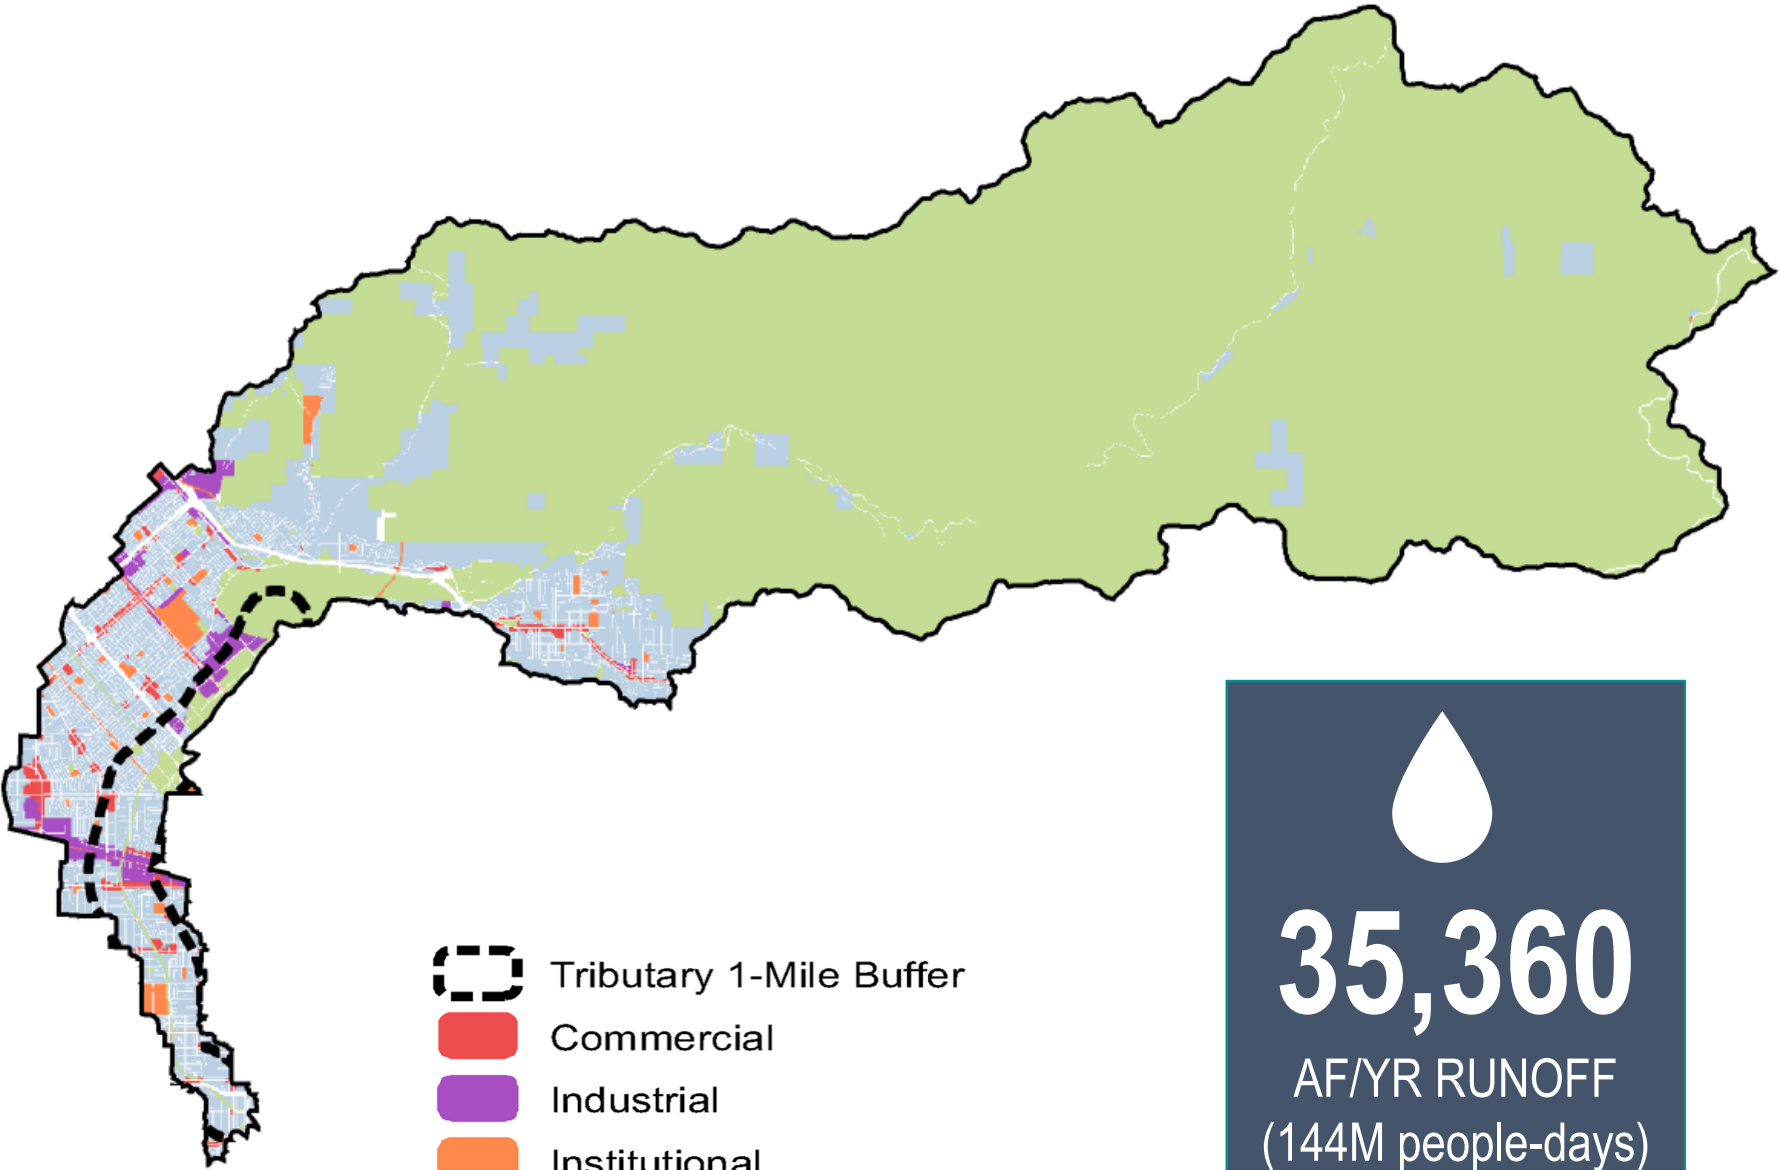 Tributary 1-Mile Buffer
Commercial
Industrial
Institutional
35,360
AF/YR RUNOFF
(144M people-days)